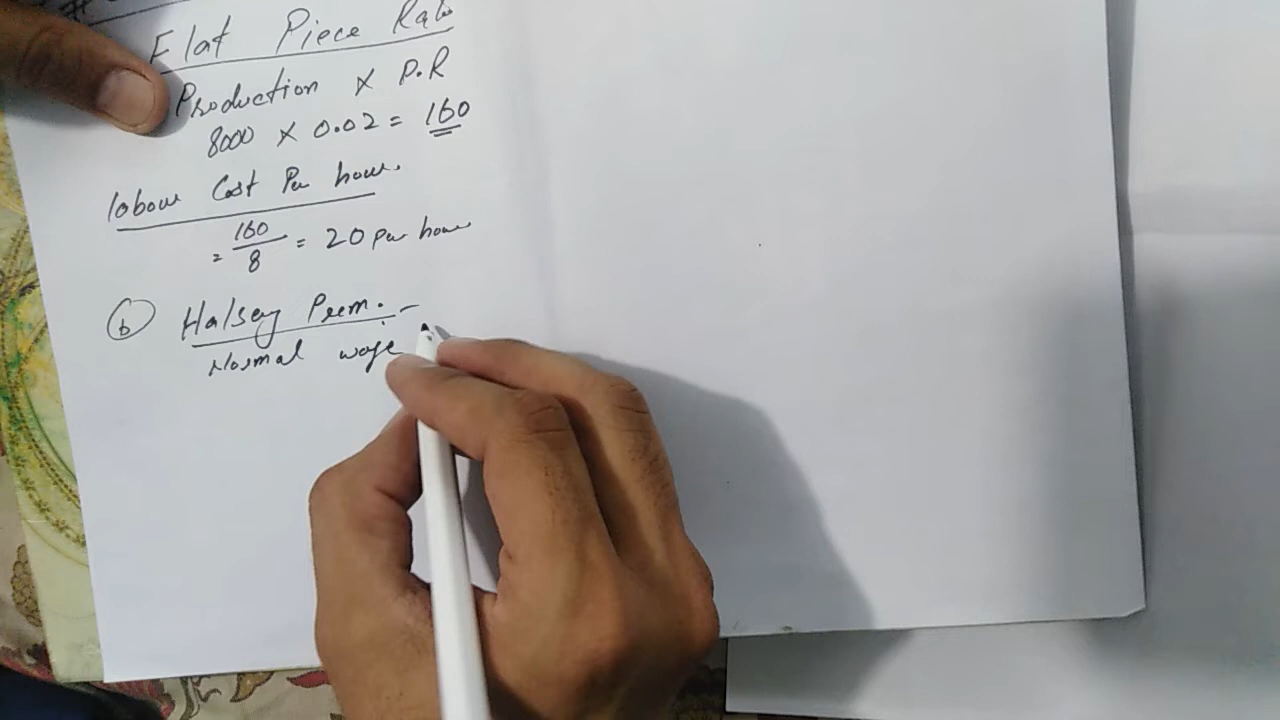 Flat Piece Rate
Production × P.R
8000 × 0.02 = 160
labour Cost Per hour.
= 160/8 = 20 per hour
(b) Halsey Prem. -
Normal wage